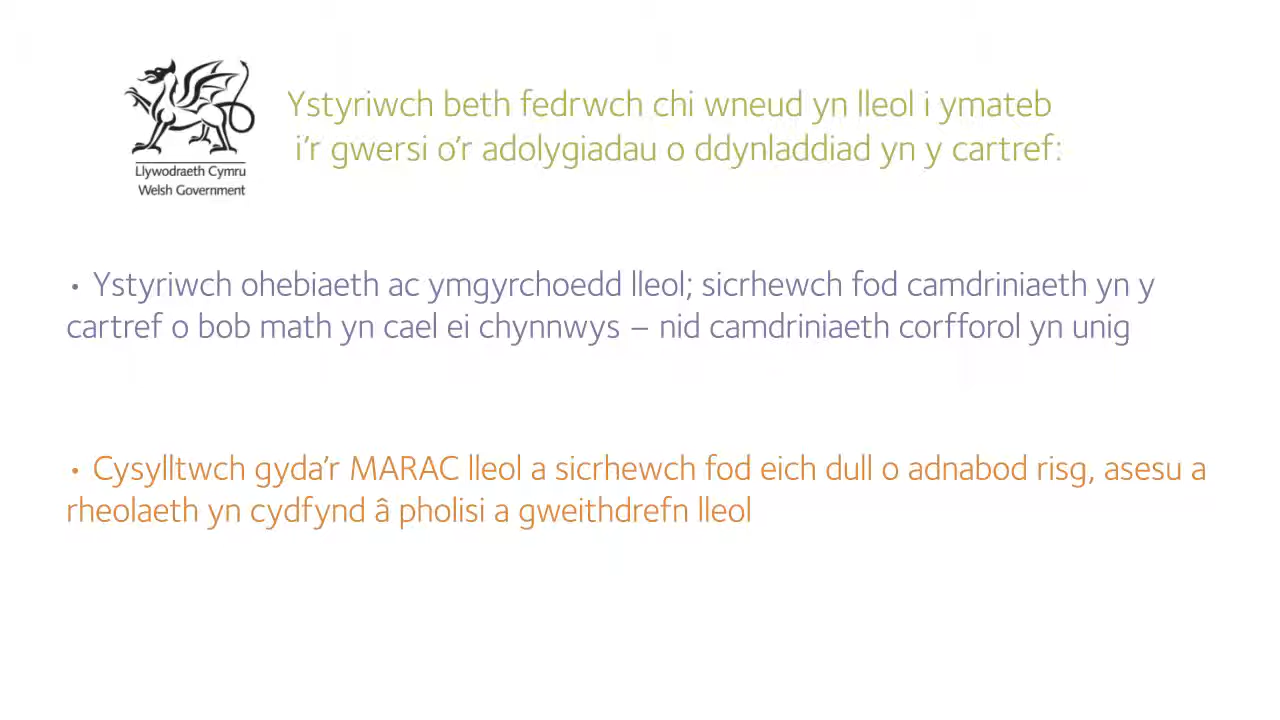 Ystyriwch beth fedrwch chi wneud yn lleol i ymateb
i'r gwersi o'r adolygiadau o ddynladdiad yn y cartref:
Llywodraeth Cymru
Welsh Government
• Ystyriwch ohebiaeth ac ymgyrchoedd lleol; sicrhewch fod camdriniaeth yn y
cartref o bob math yn cael ei chynnwys – nid camdriniaeth corfforol yn unig
• Cysylltwch gyda'r MARAC lleol a sicrhewch fod eich dull o adnabod risg, asesu a
rheolaeth yn cydfynd â pholisi a gweithdrefn lleol